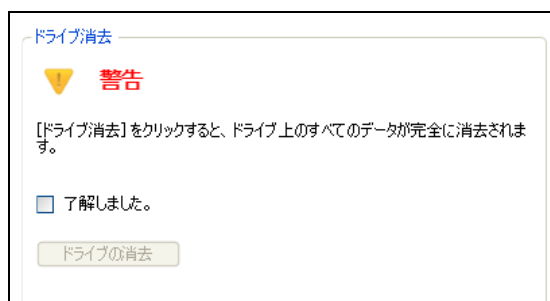 ドライブ消去
警告
[ドライブ消去] をクリックすると、ドライブ上のすべてのデータが完全に消去されま
す。
了解しました。
ドライブの消去